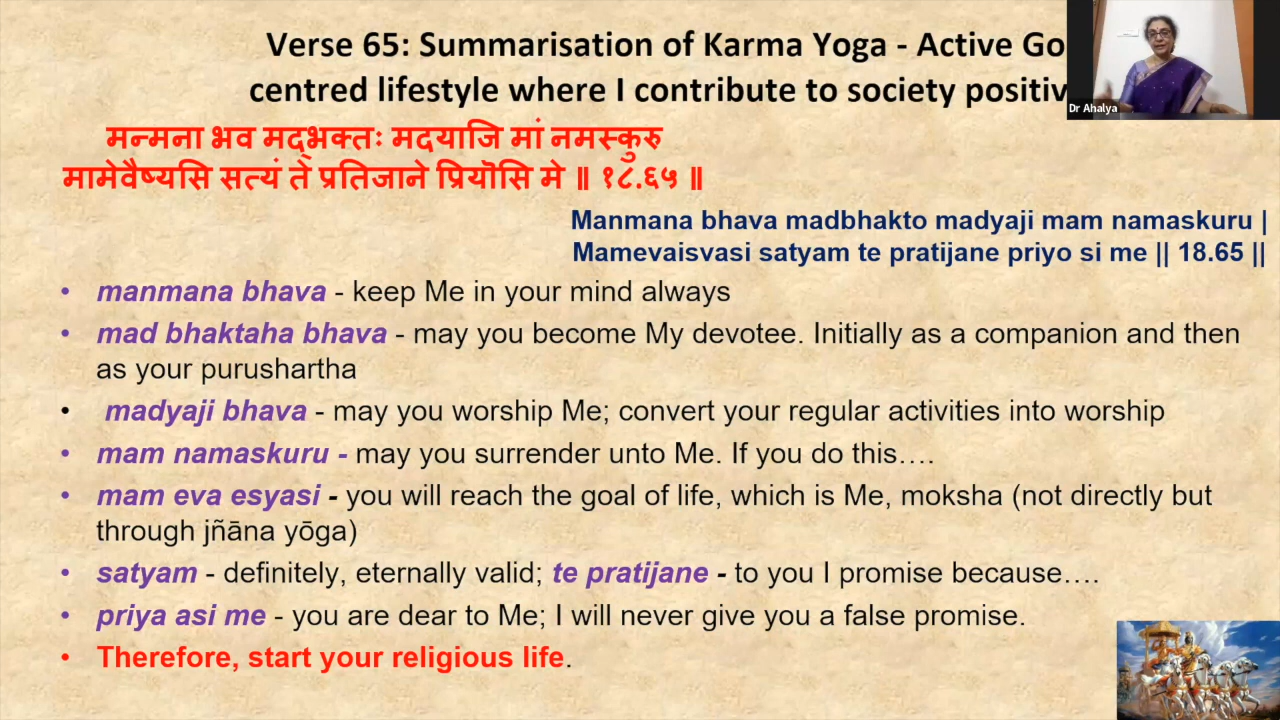 Verse 65: Summarisation of Karma Yoga - Active Go
centred lifestyle where I contribute to society positiv
Dr Ahalya
मन्मना भव मद्भक्तः मदयाजि मां नमस्कुरु
मामेवैष्यसि सत्यं ते प्रतिजाने प्रियॊसि मे ॥ १८.६५ ॥
Manmana bhava madbhakto madyaji mam namaskuru |
Mamevaisvasi satyam te pratijane priyo si me || 18.65 ||
• manmana bhava - keep Me in your mind always
• mad bhaktaha bhava - may you become My devotee. Initially as a companion and then
as your purushartha
• madyaji bhava - may you worship Me; convert your regular activities into worship
• mam namaskuru - may you surrender unto Me. If you do this….
• mam eva esyasi - you will reach the goal of life, which is Me, moksha (not directly but
through jñāna yōga)
• satyam - definitely, eternally valid; te pratijane - to you I promise because….
• priya asi me - you are dear to Me; I will never give you a false promise.
• Therefore, start your religious life.